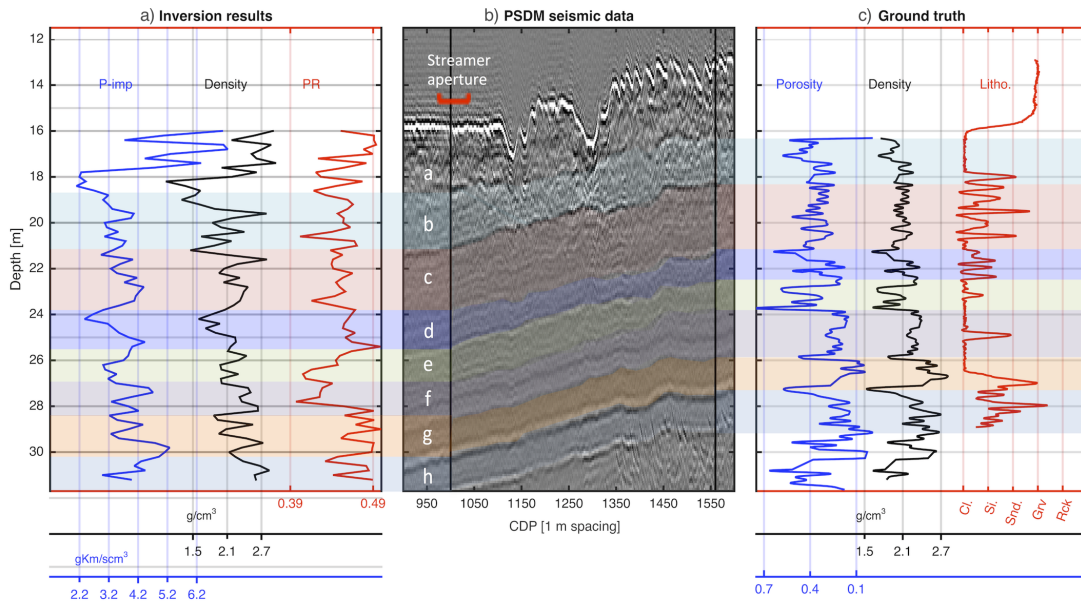 a) Inversion results
b) PSDM seismic data
c) Ground truth
12
14
16
18
20
22
24
26
28
30
Depth [m]
P-imp
Density
PR
Streamer
aperture
a
b
c
d
e
f
g
h
Porosity
Density
Litho.
0.39
0.49
g/cm³
1.5
2.1
2.7
gKm/scm³
2.2
3.2
4.2
5.2
6.2
950
1050
1150
1250
1350
1450
1550
CDP [1 m spacing]
Cl.
Si.
Snd.
Grv
Rck
g/cm³
1.5
2.1
2.7
0.7
0.4
0.1